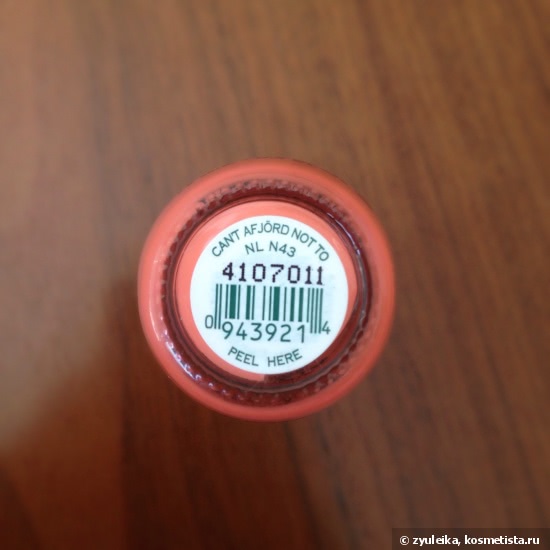 CAN'T AFJÖRD NOT TO
NL N43
4107011
0 943921 4
PEEL HERE
© zyuleika, kosmetista.ru